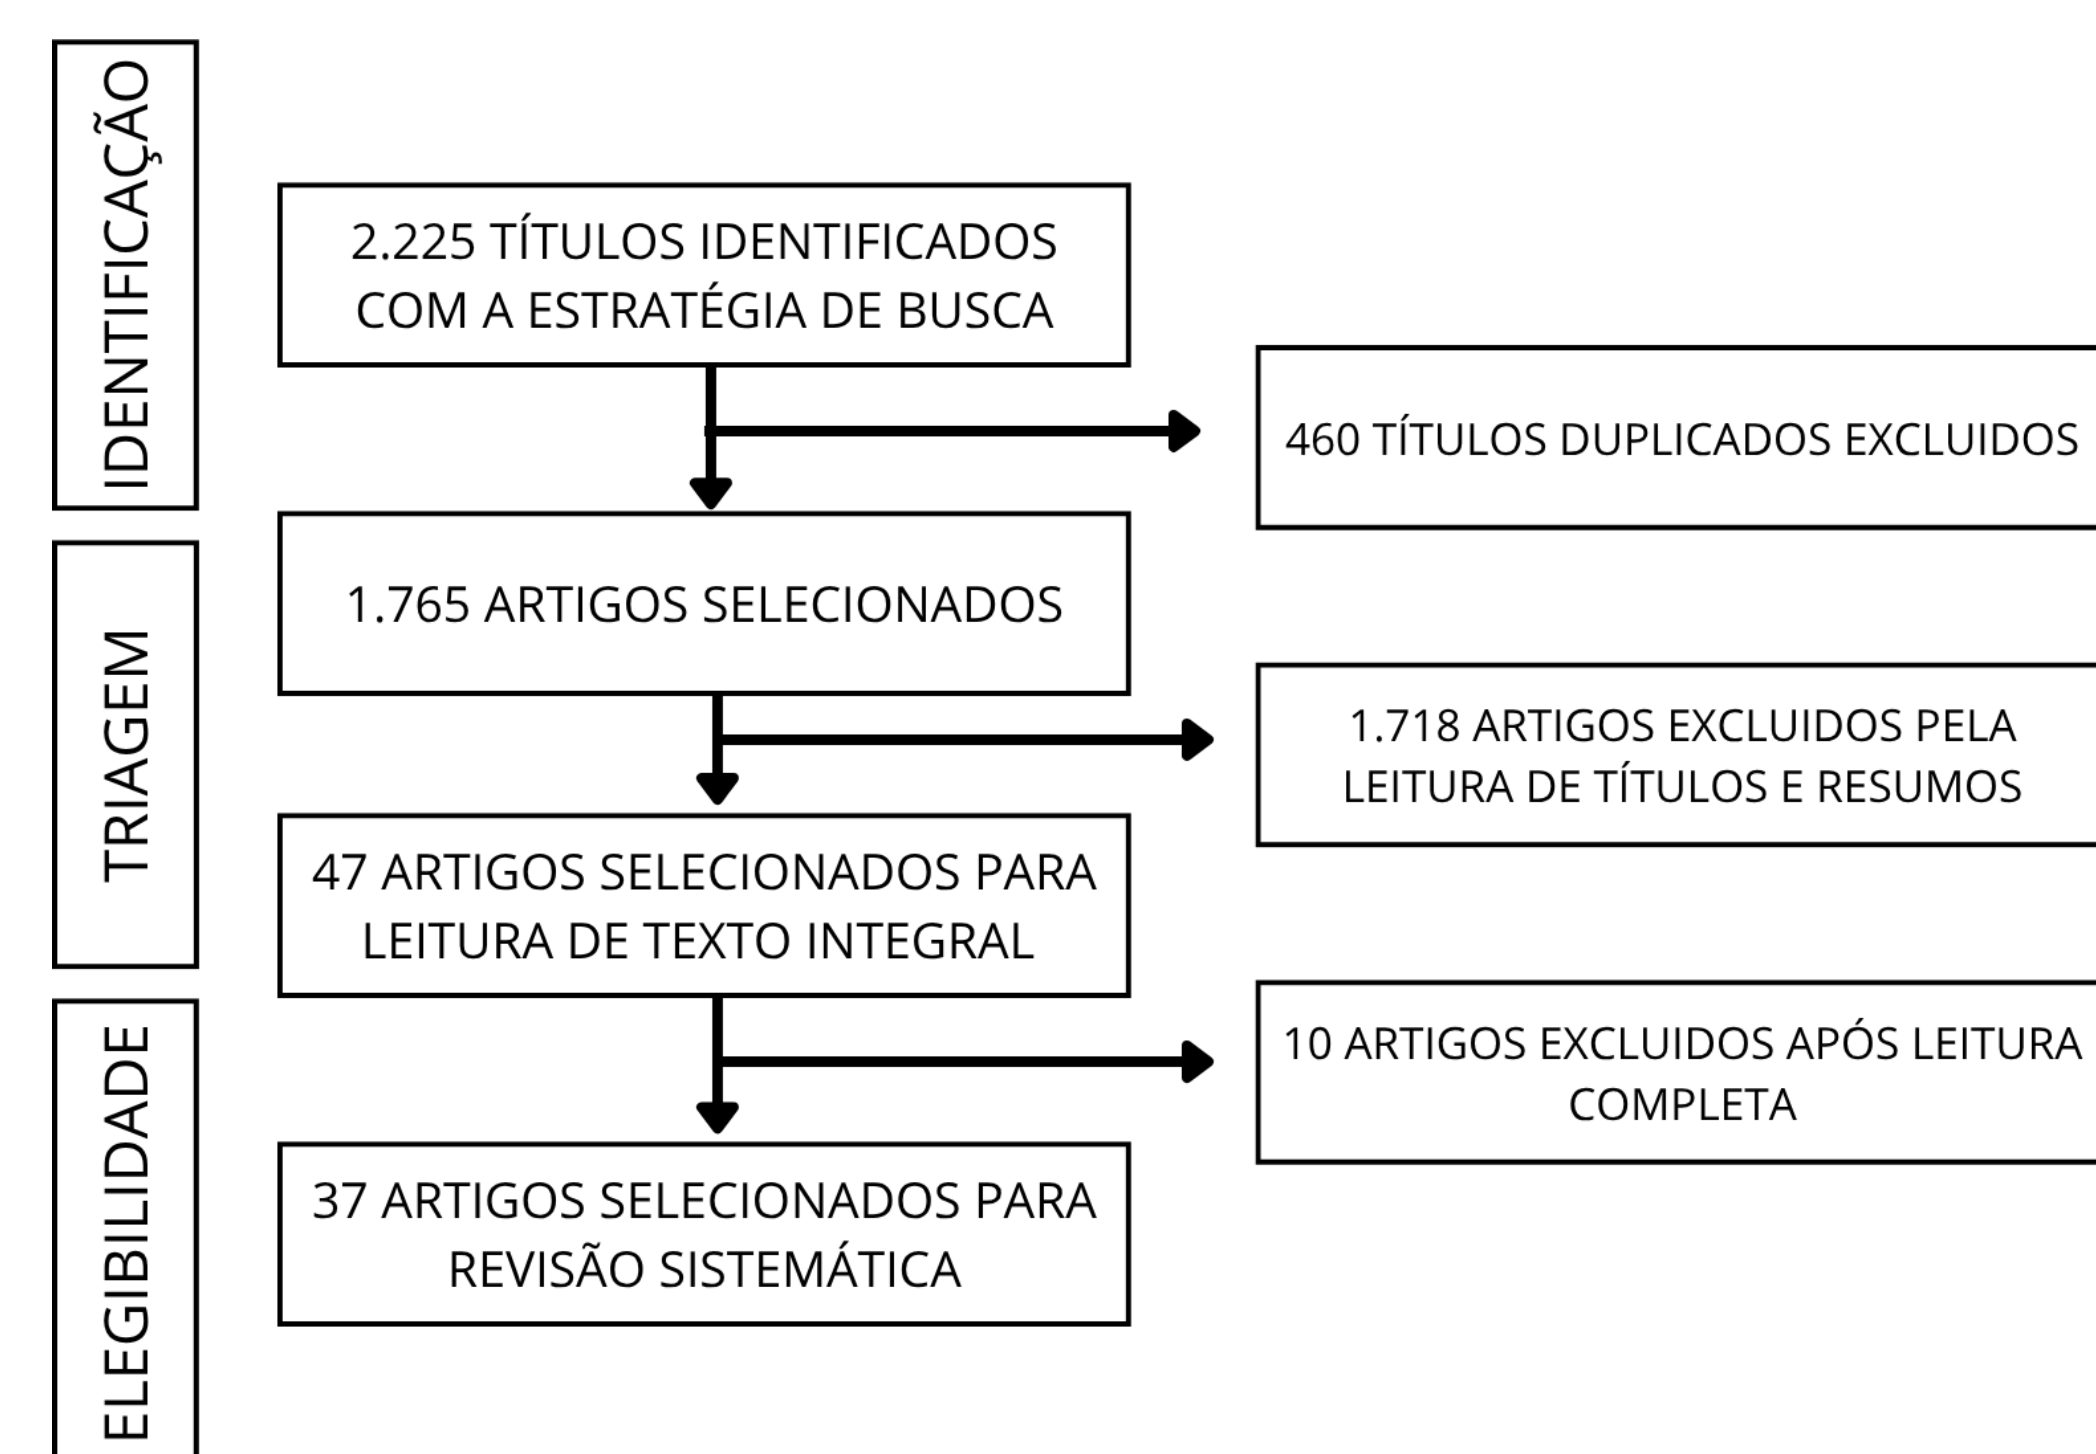 IDENTIFICAÇÃO
2.225 TÍTULOS IDENTIFICADOS
COM A ESTRATÉGIA DE BUSCA
460 TÍTULOS DUPLICADOS EXCLUIDOS
TRIAGEM
1.765 ARTIGOS SELECIONADOS
1.718 ARTIGOS EXCLUIDOS PELA
LEITURA DE TÍTULOS E RESUMOS
47 ARTIGOS SELECIONADOS PARA
LEITURA DE TEXTO INTEGRAL
ELEGIBILIDADE
10 ARTIGOS EXCLUIDOS APÓS LEITURA
COMPLETA
37 ARTIGOS SELECIONADOS PARA
REVISÃO SISTEMÁTICA